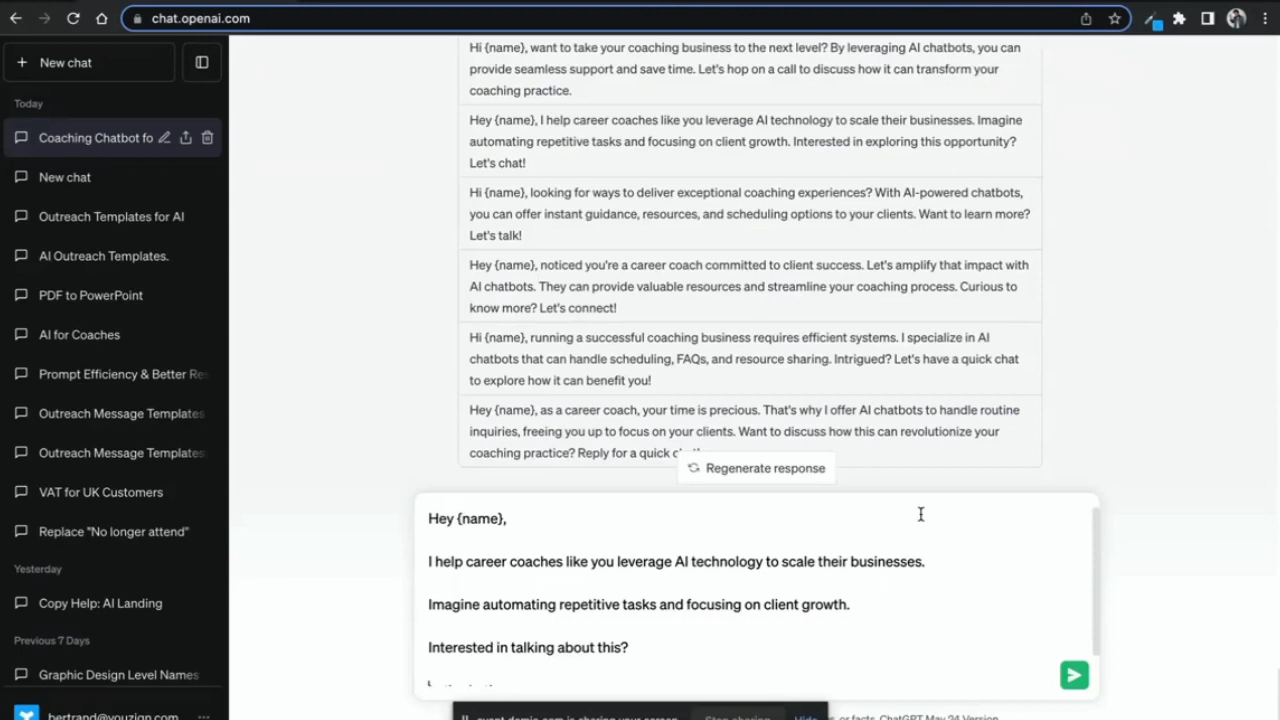 chat.openai.com
New chat
Today
Coaching Chatbot fo
New chat
Outreach Templates for AI
AI Outreach Templates.
PDF to PowerPoint
AI for Coaches
Prompt Efficiency & Better Res
Outreach Message Templates
Outreach Message Templates
VAT for UK Customers
Replace "No longer attend"
Yesterday
Copy Help: AI Landing
Previous 7 Days
Graphic Design Level Names
bertrand@youzign.com
Hi {name}, want to take your coaching business to the next level? By leveraging AI chatbots, you can
provide seamless support and save time. Let's hop on a call to discuss how it can transform your
coaching practice.
Hey {name}, I help career coaches like you leverage AI technology to scale their businesses. Imagine
automating repetitive tasks and focusing on client growth. Interested in exploring this opportunity?
Let's chat!
Hi {name}, looking for ways to deliver exceptional coaching experiences? With AI-powered chatbots,
you can offer instant guidance, resources, and scheduling options to your clients. Want to learn more?
Let's talk!
Hey {name}, noticed you're a career coach committed to client success. Let's amplify that impact with
AI chatbots. They can provide valuable resources and streamline your coaching process. Curious to
know more? Let's connect!
Hi {name}, running a successful coaching business requires efficient systems. I specialize in AI
chatbots that can handle scheduling, FAQs, and resource sharing. Intrigued? Let's have a quick chat
to explore how it can benefit you!
Hey {name}, as a career coach, your time is precious. That's why I offer AI chatbots to handle routine
inquiries, freeing you up to focus on your clients. Want to discuss how this can revolutionize your
coaching practice? Reply for a quick
Regenerate response
Hey {name},
I help career coaches like you leverage AI technology to scale their businesses.
Imagine automating repetitive tasks and focusing on client growth.
Interested in talking about this?
is sharing your screen. Stop sharing Hide
or facts. ChatGPT May 24 Version